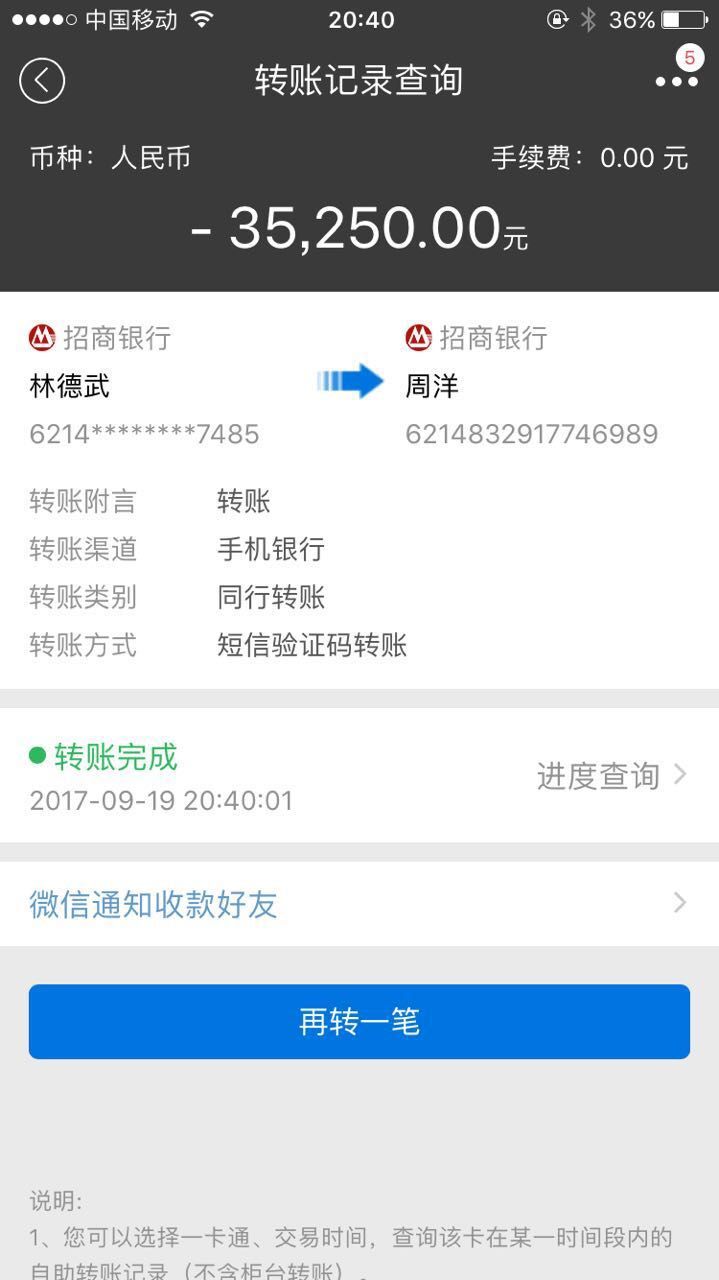 中国移动 20:40 36%
转账记录查询 5
币种：人民币 手续费：0.00 元
- 35,250.00元
招商银行 招商银行
林德武 周洋
6214********7485 6214832917746989
转账附言 转账
转账渠道 手机银行
转账类别 同行转账
转账方式 短信验证码转账
转账完成
2017-09-19 20:40:01
进度查询
微信通知收款好友
再转一笔
说明:
1、您可以选择一卡通、交易时间，查询该卡在某一时间段内的
自助转账记录（不含柜台转账）。